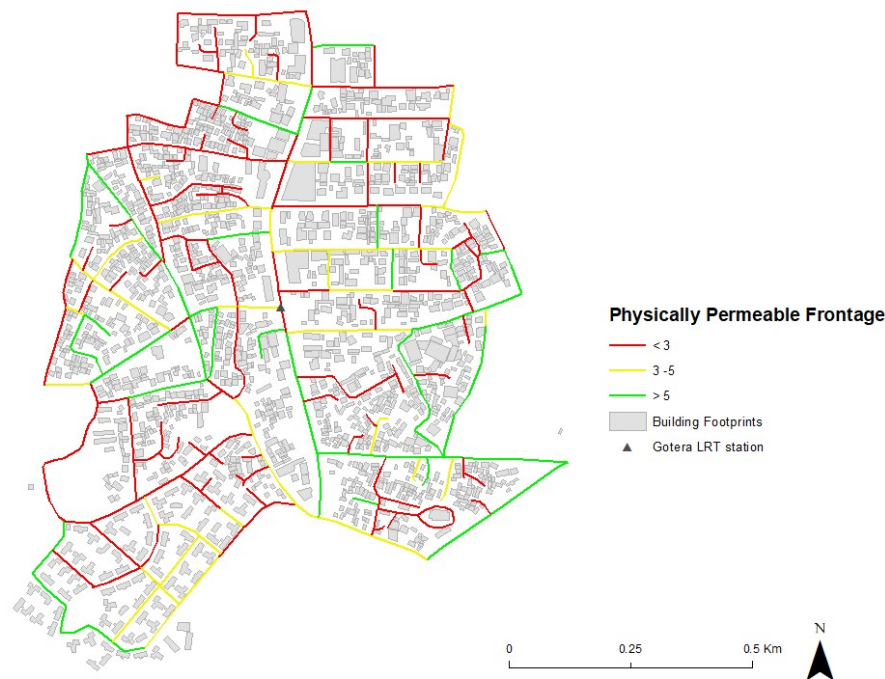 Physically Permeable Frontage
< 3
3 -5
> 5
Building Footprints
Gotera LRT station
N
0 0.25 0.5 Km